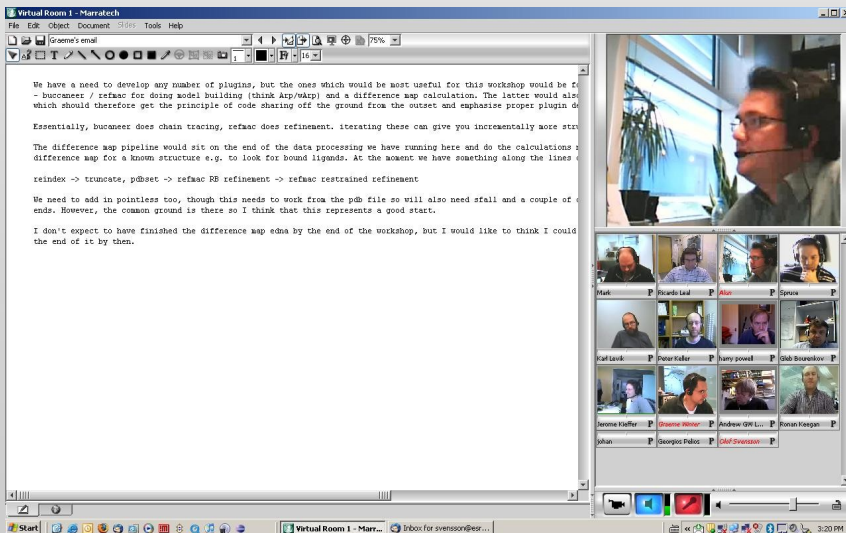 Virtual Room 1 - Marratech
File Edit Object Document Slides Tools Help
Graeme's email
75%
T
1
16
We have a need to develop any number of plugins, but the ones which would be most useful for this workshop would be
- buccaneer / refmac for doing model building (think Arp/wArp) and a difference map calculation. The latter would
which should therefore get the principle of code sharing off the ground from the outset and emphasise proper plugin
Essentially, bucaneer does chain tracing, refmac does refinement. iterating these can give you incrementally more
The difference map pipeline would sit on the end of the data processing we have running here and do the calculations
difference map for a known structure e.g. to look for bound ligands. At the moment we have something along the lines
reindex -> truncate, pdbset -> refmac RB refinement -> refmac restrained refinement
We need to add in pointless too, though this needs to work from the pdb file so will also need sfall and a couple of
ends. However, the common ground is there so I think that this represents a good start.
I don't expect to have finished the difference map edna by the end of the workshop, but I would like to think I could
the end of it by then.
Mark P Ricardo Leal P Alun P Spruce P
Karl Levik P Peter Keller P harry powell P Gleb Bourenkov P
Jerome Kieffer P Graeme Winter P Andrew GW L... P Ronan Keegan P
johan P Georgios Pelios P Olof Svensson P
Start
Virtual Room 1 - Marr...
Inbox for svensson@esr...
3:20 PM